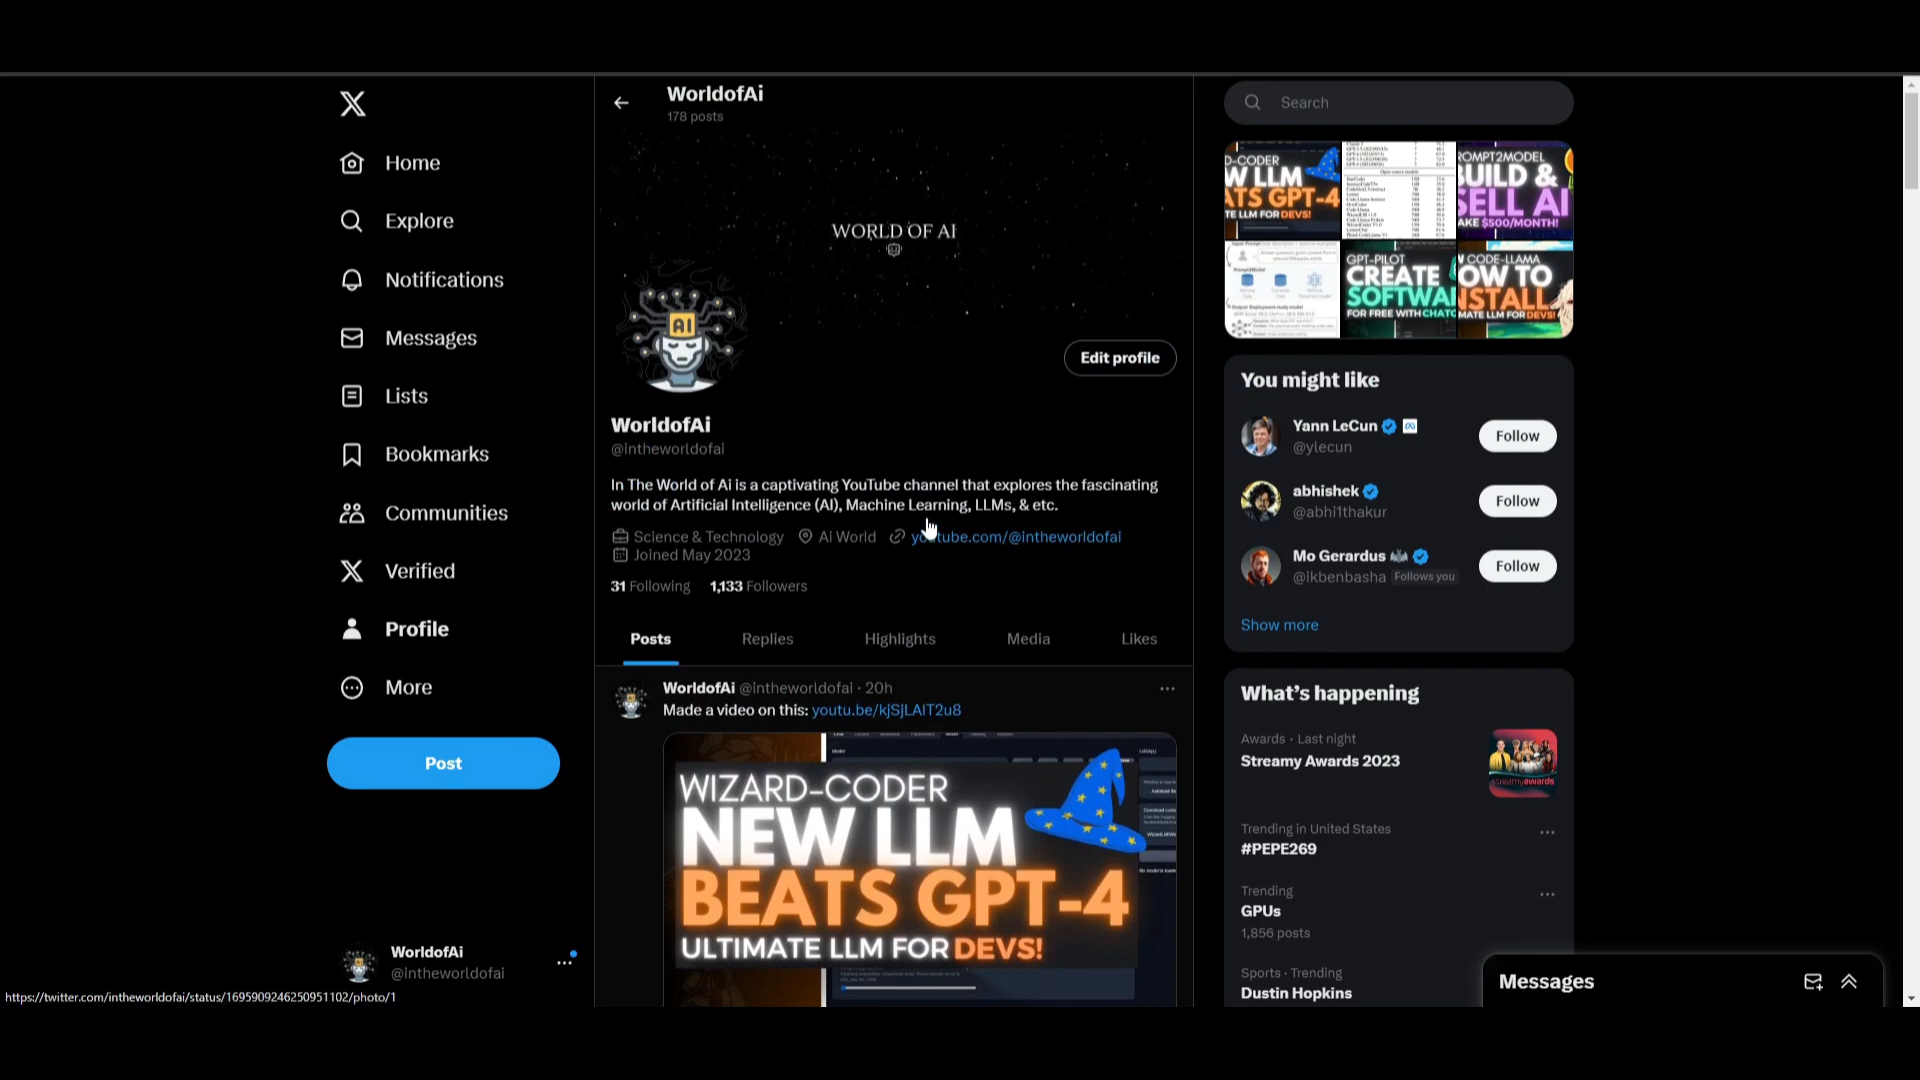 WorldofAi
178 posts
Home
Explore
Notifications
Messages
Lists
Bookmarks
Communities
Verified
Profile
More
Post
WorldofAi
@intheworldofai
https://twitter.com/intheworldofai/status/1695909246250951102/photo/1
WORLD OF AI
AI
Edit profile
WorldofAi
@intheworldofai
In The World of Ai is a captivating YouTube channel that explores the fascinating
world of Artificial Intelligence (AI), Machine Learning, LLMs, & etc.
Science & Technology AI World youtube.com/@intheworldofai
Joined May 2023
31 Following 1,133 Followers
Posts Replies Highlights Media Likes
WorldofAi @intheworldofai · 20h
Made a video on this: youtu.be/kjSjLAIT2u8
WIZARD-CODER
NEW LLM
BEATS GPT-4
ULTIMATE LLM FOR DEVS!
Search
D-CODER
W LLM
ATS GPT-4
TE LLM FOR DEVS!
ROMPT2MODEL
BUILD &
SELL AI
AKE $500/MONTH!
GPT-PILOT
CREATE
SOFTWA
FOR FREE WITH CHATG
W CODE-LLAMA
OW TO
NSTALL
MATE LLM FOR DEVS!
You might like
Yann LeCun
@ylecun
Follow
abhishek
@abhi1thakur
Follow
Mo Gerardus
@ikbenbasha Follows you
Follow
Show more
What's happening
Awards · Last night
Streamy Awards 2023
Trending in United States
#PEPE269
Trending
GPUs
1,856 posts
Sports · Trending
Dustin Hopkins
Messages